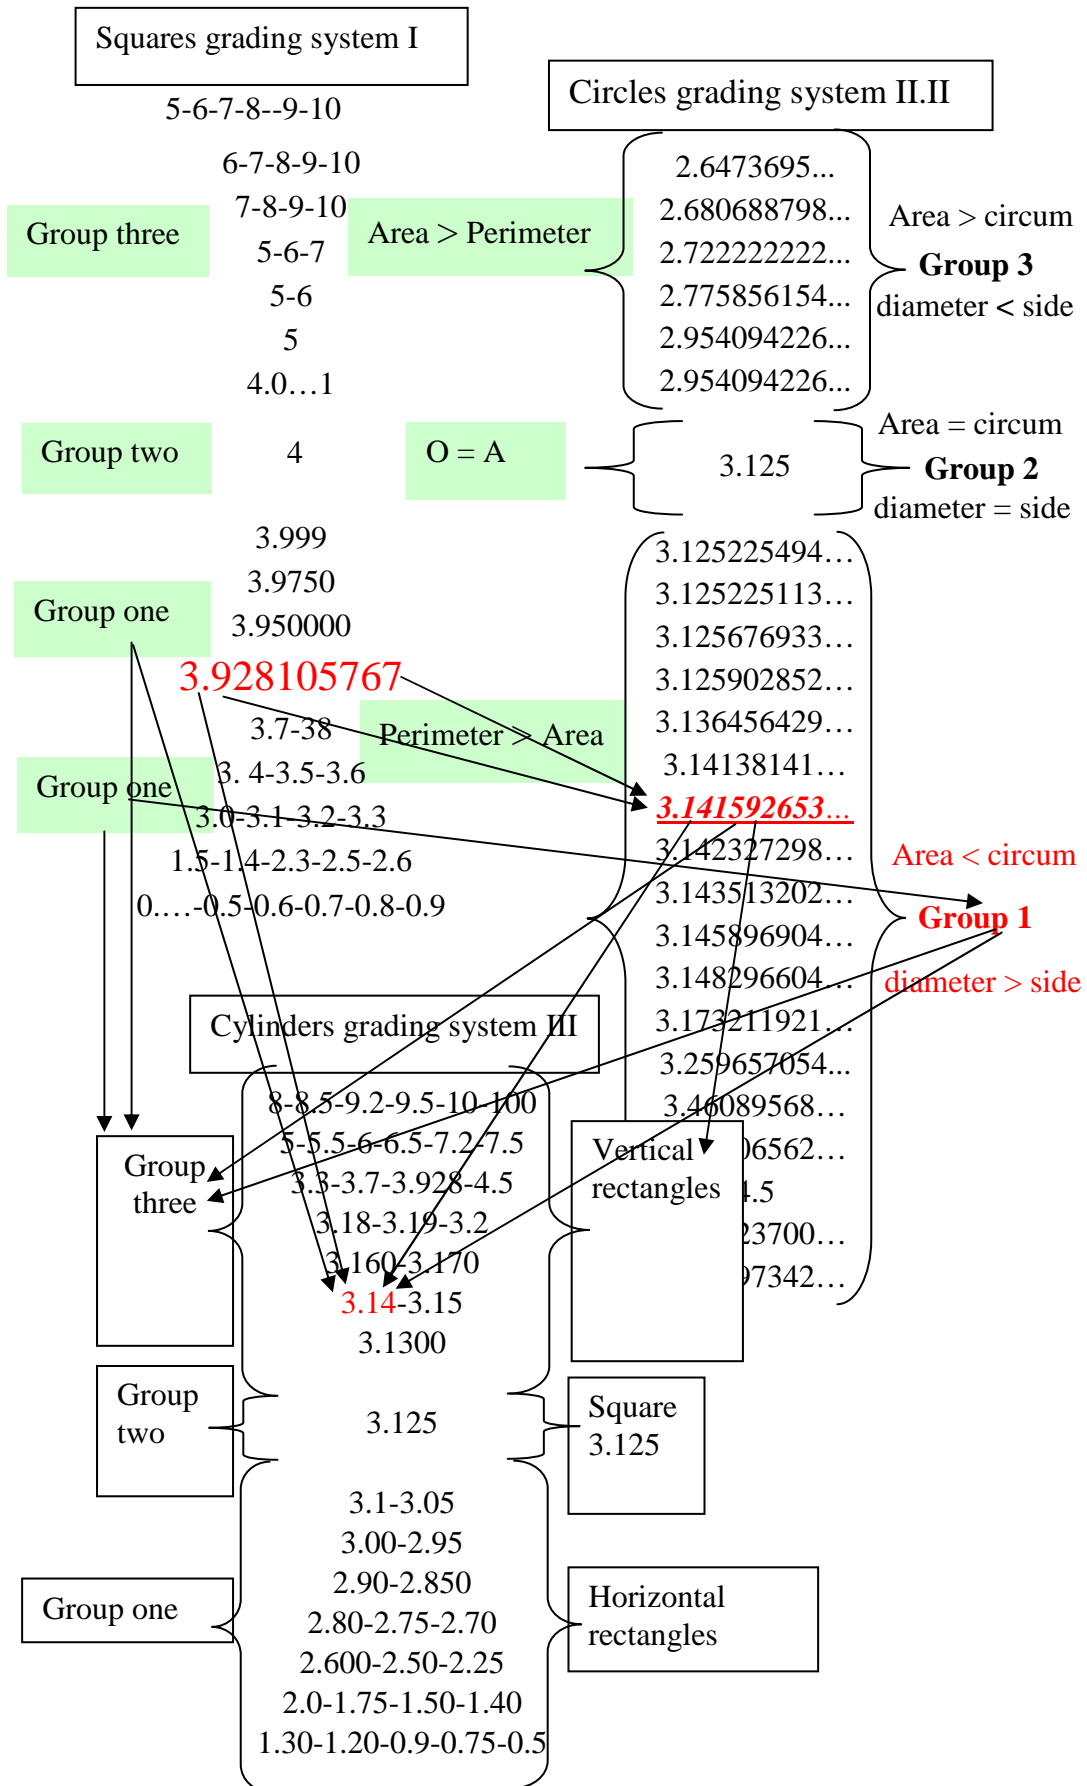 Squares grading system I
5-6-7-8--9-10
6-7-8-9-10
7-8-9-10
Group three
Area > Perimeter
5-6-7
5-6
5
4.0…1
Group two
4
O = A
3.999
3.9750
Group one
3.950000
3.928105767
3.7-38
Perimeter > Area
Group one
3. 4-3.5-3.6
3.0-3.1-3.2-3.3
1.5-1.4-2.3-2.5-2.6
0.…-0.5-0.6-0.7-0.8-0.9
Circles grading system II.II
2.6473695...
2.680688798...
2.722222222...
2.775856154...
2.954094226...
2.954094226...
Area > circum
Group 3
diameter < side
3.125
Area = circum
Group 2
diameter = side
3.125225494…
3.125225113…
3.125676933…
3.125902852…
3.136456429…
3.14138141…
3.141592653...
3.142327298…
3.143513202…
3.145896904…
3.148296604…
3.173211921…
3.259657054...
3.46089568…
06562…
4.5
23700…
97342…
Area < circum
Group 1
diameter > side
Cylinders grading system III
8-8.5-9.2-9.5-10-100
5-5.5-6-6.5-7.2-7.5
3.3-3.7-3.928-4.5
3.18-3.19-3.2
3.160-3.170
3.14-3.15
3.1300
Group
three
Vertical
rectangles
Group
two
3.125
Square
3.125
3.1-3.05
3.00-2.95
2.90-2.850
2.80-2.75-2.70
2.600-2.50-2.25
2.0-1.75-1.50-1.40
1.30-1.20-0.9-0.75-0.5
Group one
Horizontal
rectangles